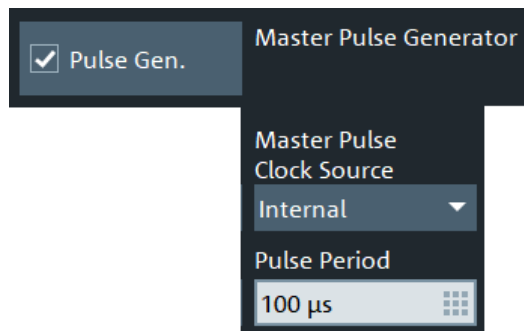 Pulse Gen.
Master Pulse Generator
Master Pulse
Clock Source
Internal
Pulse Period
100 µs